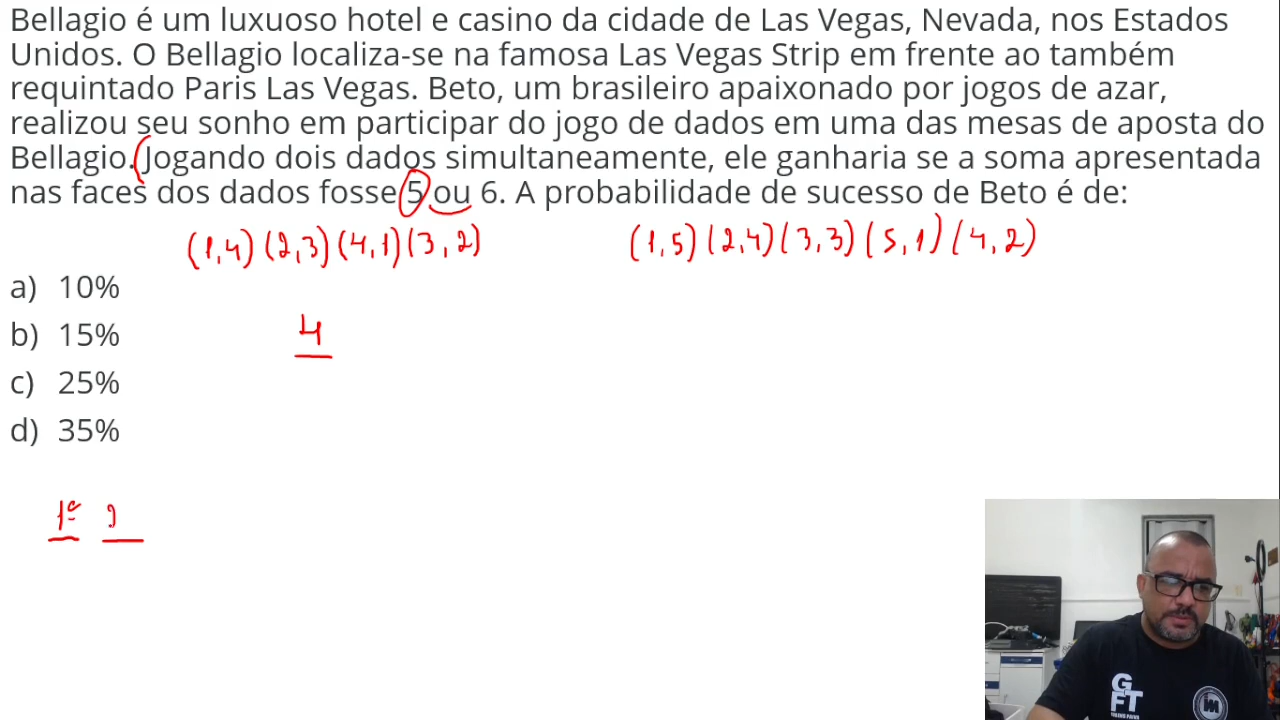 Bellagio é um luxuoso hotel e casino da cidade de Las Vegas, Nevada, nos Estados
Unidos. O Bellagio localiza-se na famosa Las Vegas Strip em frente ao também
requintado Paris Las Vegas. Beto, um brasileiro apaixonado por jogos de azar,
realizou seu sonho em participar do jogo de dados em uma das mesas de aposta do
Bellagio. Jogando dois dados simultaneamente, ele ganharia se a soma apresentada
nas faces dos dados fosse 5 ou 6. A probabilidade de sucesso de Beto é de:
(1,4) (2,3) (4,1) (3,2) (1,5) (2,4) (3,3) (5,1) (4,2)
a) 10%
4
b) 15%
c) 25%
d) 35%
1º
GFT